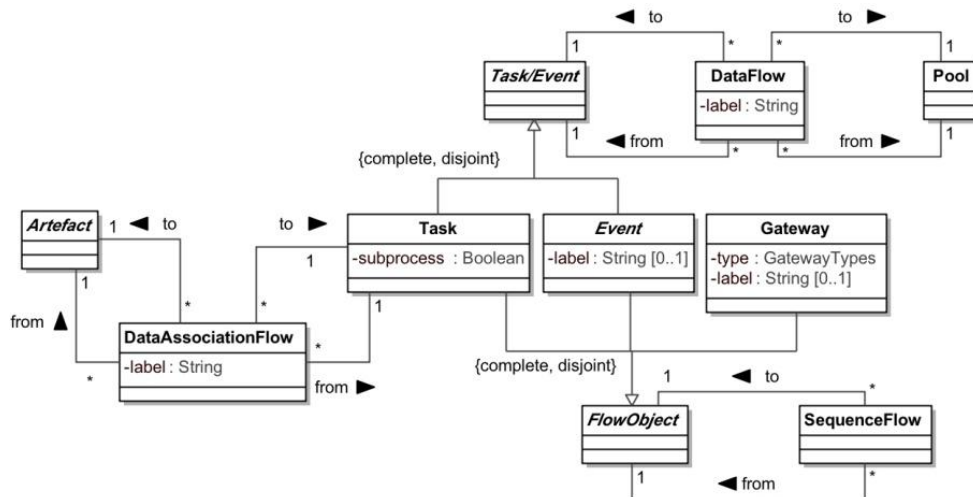 ◄ to
◄ to
1
*
*
1
Task/Event
DataFlow
Pool
-label : String
1
◄ from
*
*
from ►
1
{complete, disjoint}
Artefact
1
◄ to
to ►
Task
Event
Gateway
1
-subprocess : Boolean
-label : String [0..1]
-type : GatewayTypes
-label : String [0..1]
1
*
*
1
from ▲
DataAssociationFlow
*
-label : String
*
from ►
{complete, disjoint}
1
◄ to
*
FlowObject
SequenceFlow
1
◄ from
*